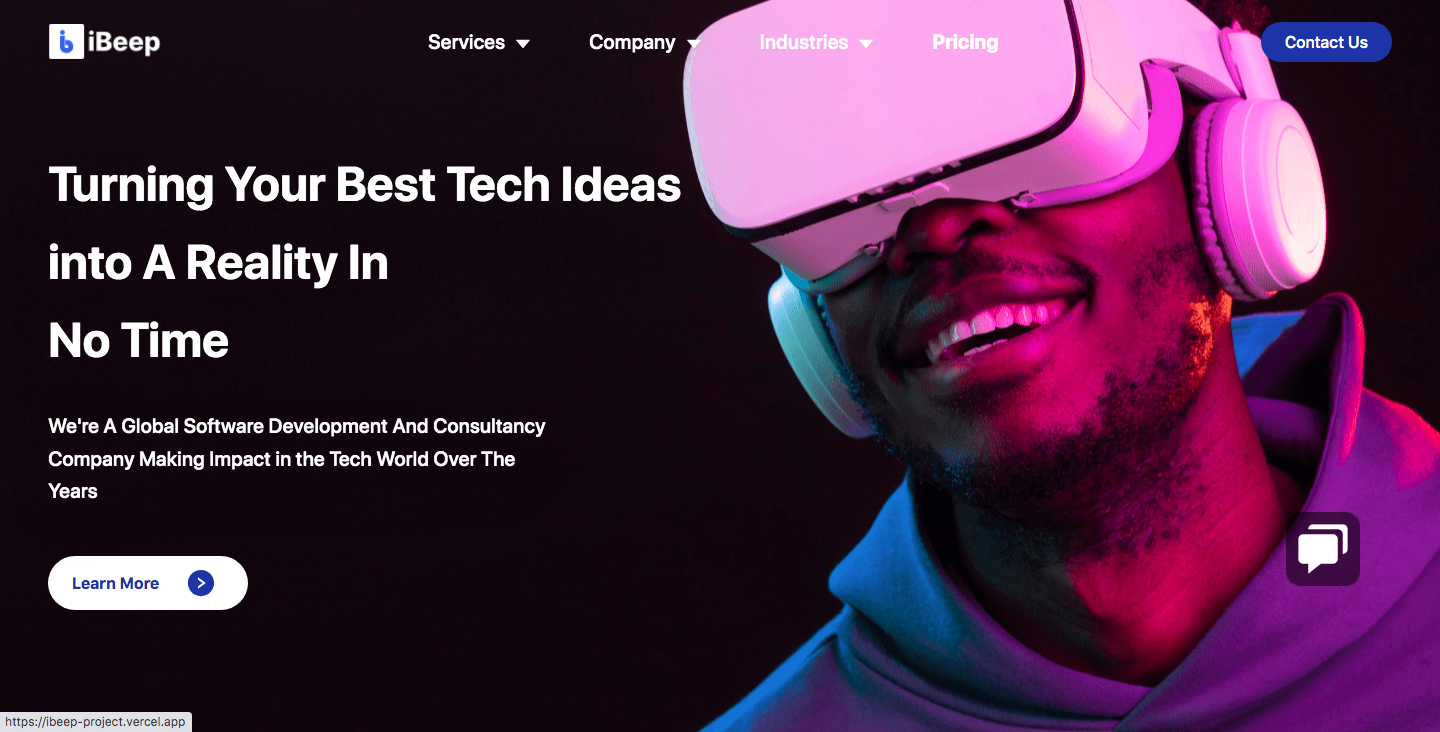 iBeep
Services
Company
Industries
Pricing
Contact Us
Turning Your Best Tech Ideas
into A Reality In
No Time
We're A Global Software Development And Consultancy
Company Making Impact in the Tech World Over The
Years
Learn More
https://ibeep-project.vercel.app